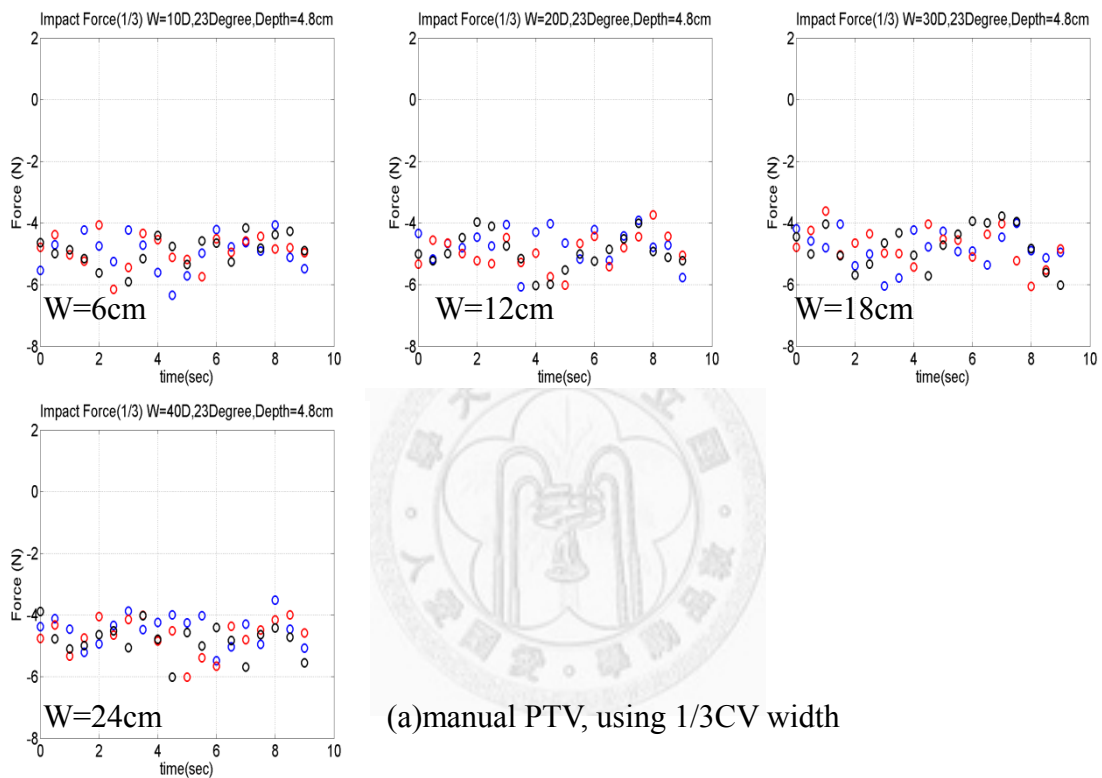 Impact Force(1/3) W=10D,23Degree,Depth=4.8cm
2
0
-2
-4
-6
-8
Force (N)
W=6cm
0 2 4 6 8 10
time(sec)
Impact Force(1/3) W=20D,23Degree,Depth=4.8cm
2
0
-2
-4
-6
-8
Force (N)
W=12cm
0 2 4 6 8 10
time(sec)
Impact Force(1/3) W=30D,23Degree,Depth=4.8cm
2
0
-2
-4
-6
-8
Force (N)
W=18cm
0 2 4 6 8 10
time(sec)
Impact Force(1/3) W=40D,23Degree,Depth=4.8cm
2
0
-2
-4
-6
-8
Force (N)
W=24cm
0 2 4 6 8 10
time(sec)
(a)manual PTV, using 1/3CV width